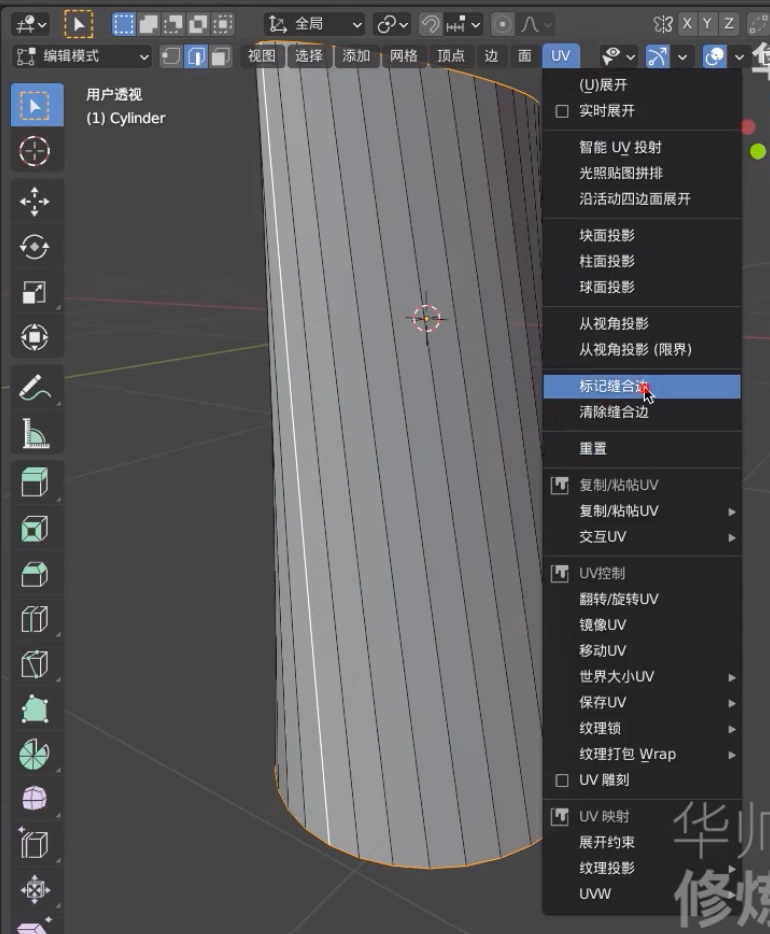 全局
X Y Z
编辑模式 视图 选择 添加 网格 顶点 边 面 UV
用户透视
(1) Cylinder
(U)展开
实时展开
智能 UV 投射
光照贴图拼排
沿活动四边面展开
块面投影
柱面投影
球面投影
从视角投影
从视角投影 (限界)
标记缝合边
清除缝合边
重置
复制/粘帖UV
复制/粘帖UV
交互UV
UV控制
翻转/旋转UV
镜像UV
移动UV
世界大小UV
保存UV
纹理锁
纹理打包 Wrap
UV 雕刻
UV 映射
展开约束
纹理投影
UVW
华师
修炼